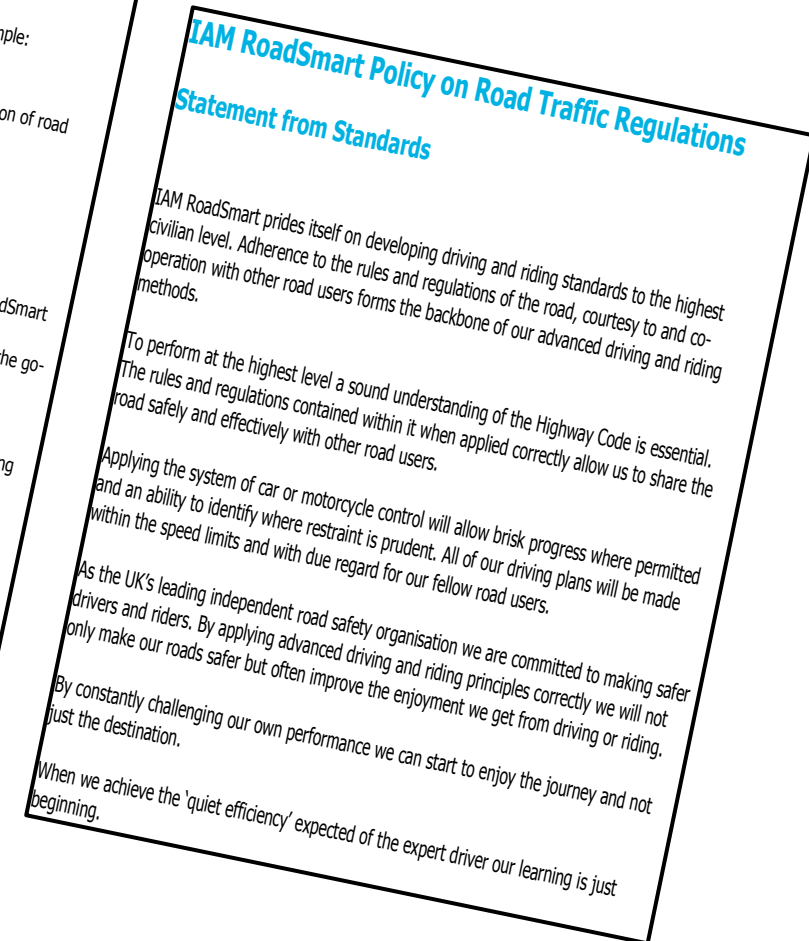 mple:
on of road
dSmart
the go-
ng
IAM RoadSmart Policy on Road Traffic Regulations
Statement from Standards
IAM RoadSmart prides itself on developing driving and riding standards to the highest
civilian level. Adherence to the rules and regulations of the road, courtesy to and co-
operation with other road users forms the backbone of our advanced driving and riding
methods.
To perform at the highest level a sound understanding of the Highway Code is essential.
The rules and regulations contained within it when applied correctly allow us to share the
road safely and effectively with other road users.
Applying the system of car or motorcycle control will allow brisk progress where permitted
and an ability to identify where restraint is prudent. All of our driving plans will be made
within the speed limits and with due regard for our fellow road users.
As the UK's leading independent road safety organisation we are committed to making safer
drivers and riders. By applying advanced driving and riding principles correctly we will not
only make our roads safer but often improve the enjoyment we get from driving or riding.
By constantly challenging our own performance we can start to enjoy the journey and not
just the destination.
When we achieve the ‘quiet efficiency’ expected of the expert driver our learning is just
beginning.